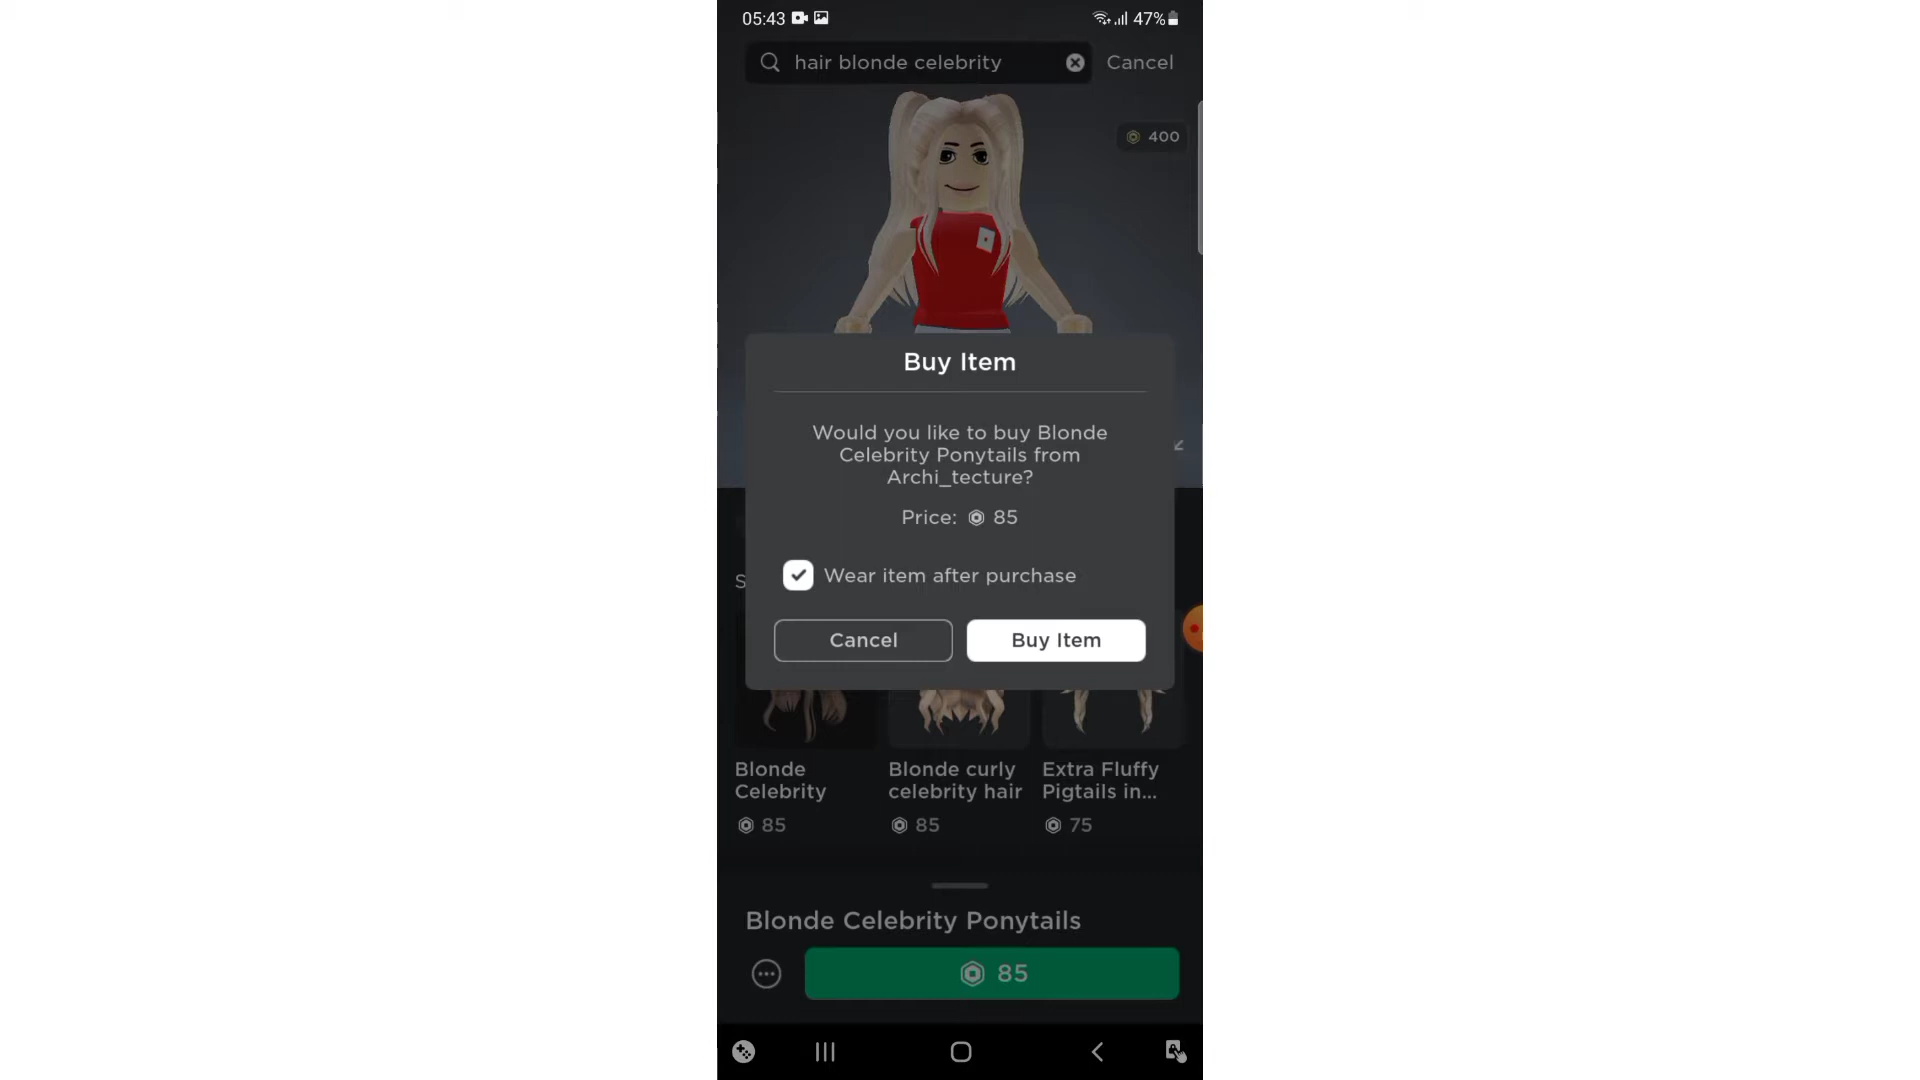 05:43
47%
hair blonde celebrity
Cancel
400
Buy Item
Would you like to buy Blonde
Celebrity Ponytails from
Archi_tecture?
Price: 85
S
Wear item after purchase
Cancel
Buy Item
Blonde
Celebrity
85
Blonde curly
celebrity hair
85
Extra Fluffy
Pigtails in...
75
Blonde Celebrity Ponytails
85